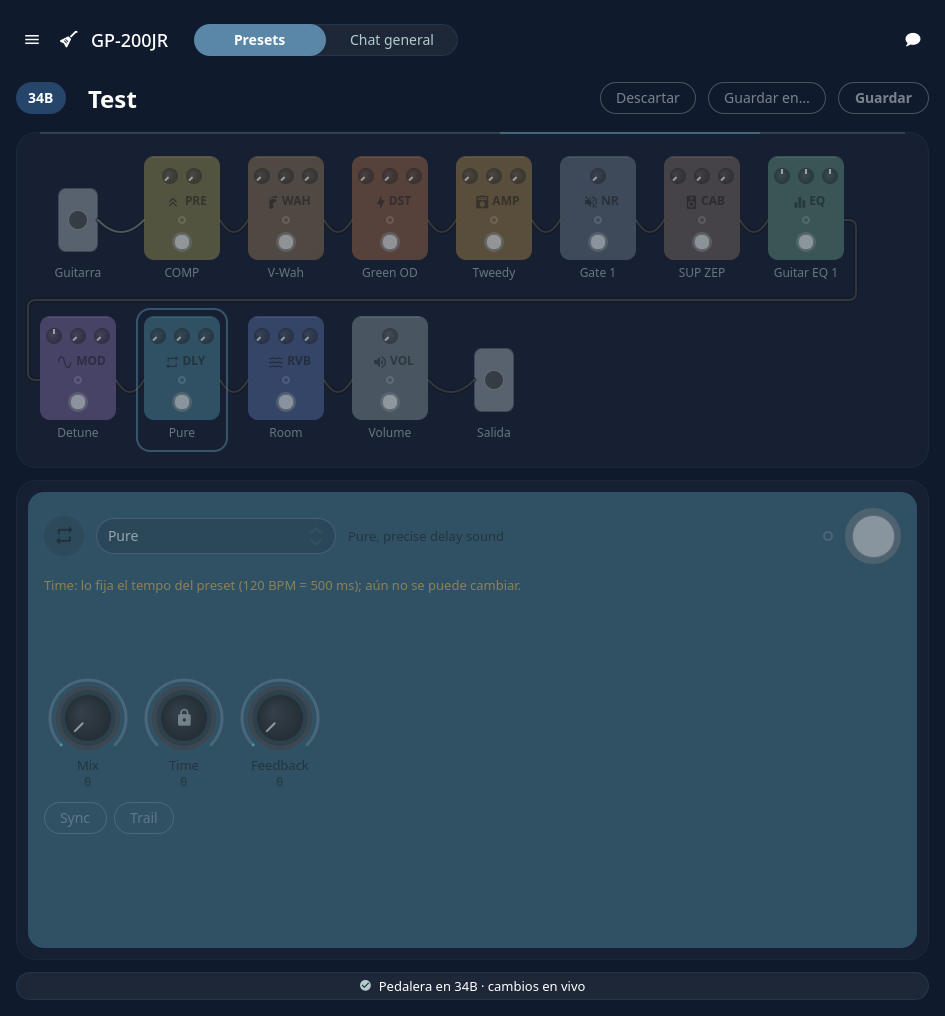 GP-200JR Presets Chat general
34B Test Descartar Guardar en... Guardar
PRE WAH DST AMP NR CAB EQ
Guitarra COMP V-Wah Green OD Tweedy Gate 1 SUP ZEP Guitar EQ 1
MOD DLY RVB VOL
Detune Pure Room Volume Salida
Pure Pure, precise delay sound
Time: lo fija el tempo del preset (120 BPM = 500 ms); aún no se puede cambiar.
Mix Time Feedback
0 0 0
Sync Trail
Pedalera en 34B · cambios en vivo